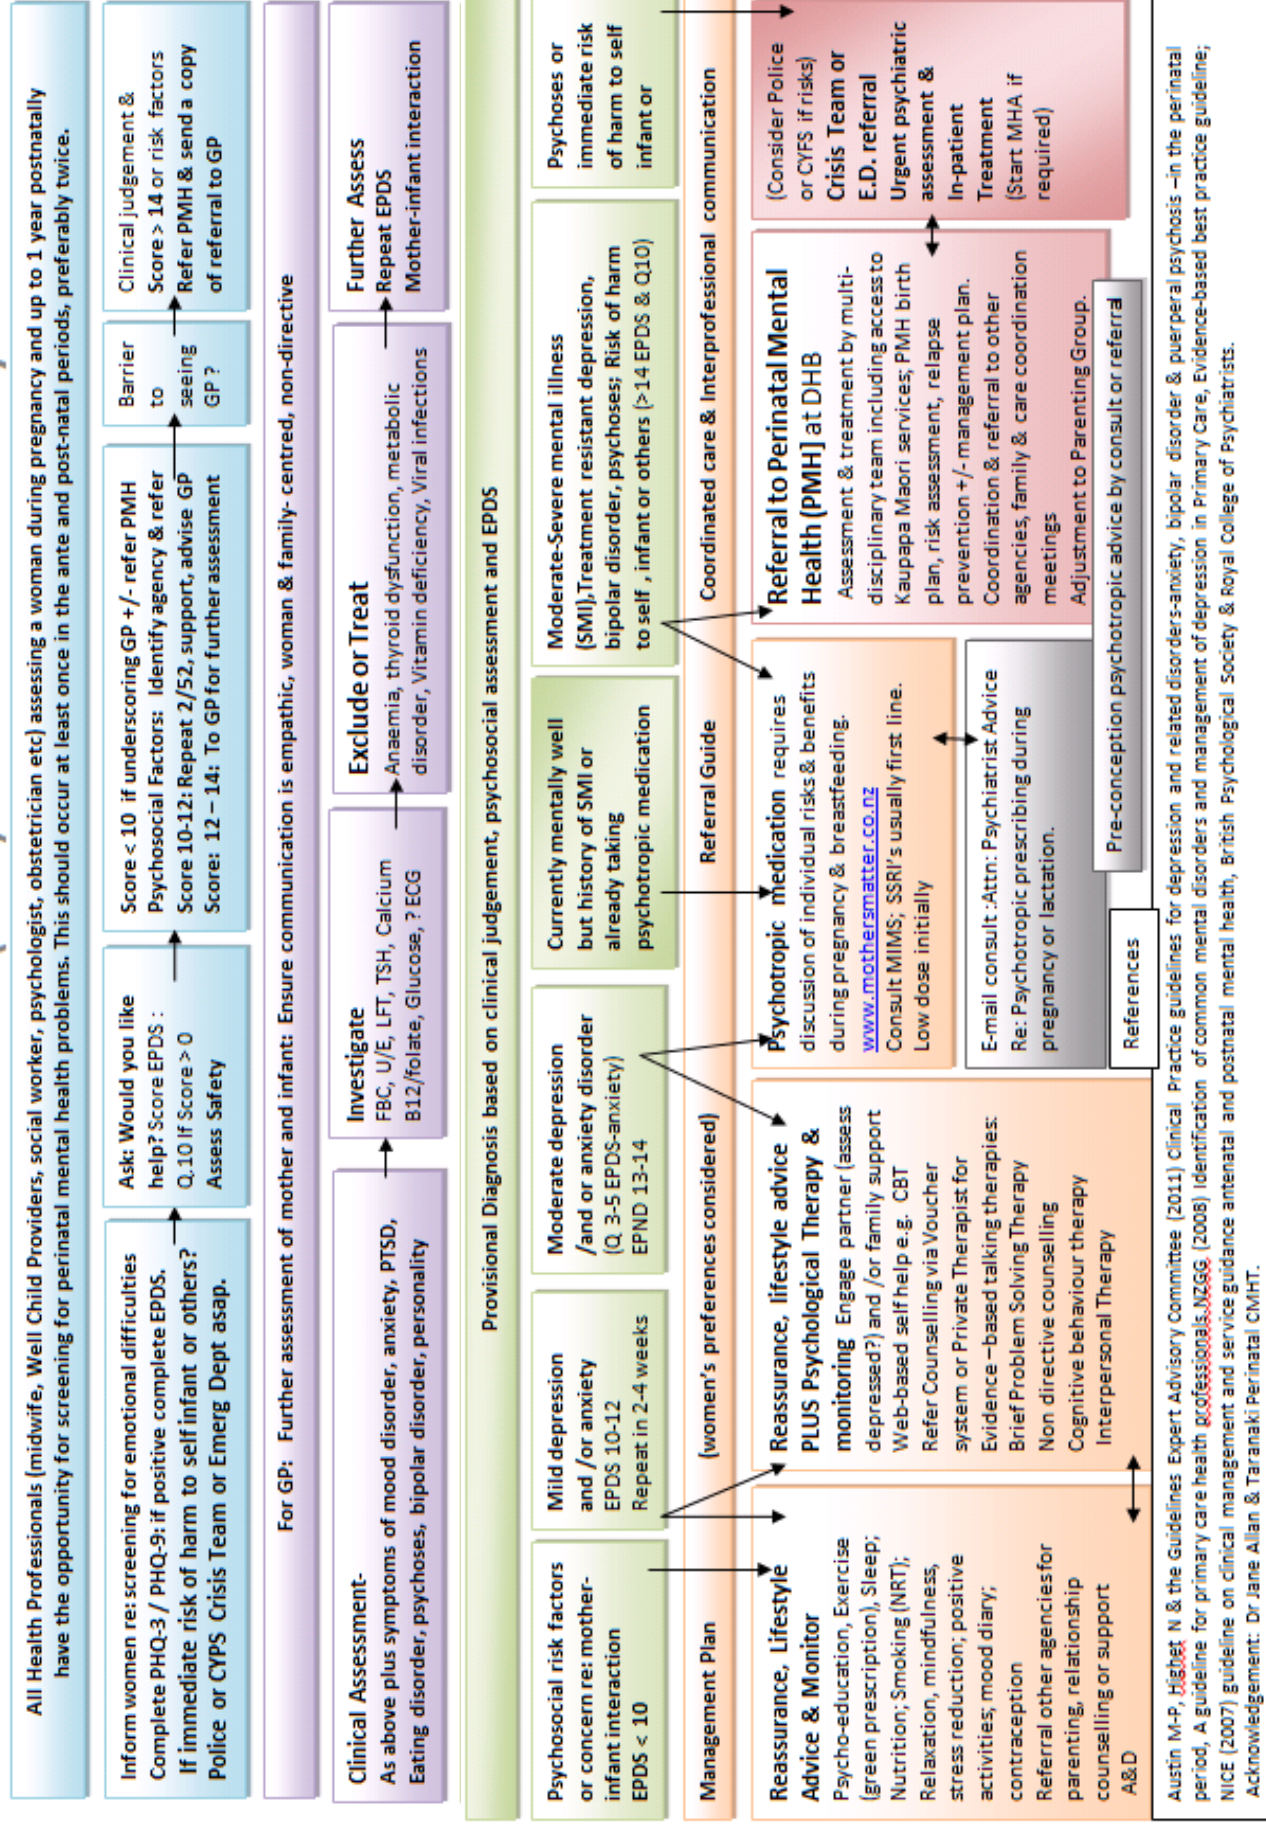 All Health Professionals (midwife, Well Child Providers, social worker, psychologist, obstetrician etc) assessing a woman during pregnancy and up to 1 year postnatally
have the opportunity for screening for perinatal mental health problems. This should occur at least once in the ante and post-natal periods, preferably twice.
Inform women re: screening for emotional difficulties
Complete PHQ-3 / PHQ-9: if positive complete EPDS.
If immediate risk of harm to self infant or others?
Police or CYPS Crisis Team or Emerg Dept asap.
Ask: Would you like
help? Score EPDS :
Q.10 If Score > 0
Assess Safety
Score < 10 if underscoring GP +/- refer PMH
Psychosocial Factors: Identify agency & refer
Score 10-12: Repeat 2/52, support, advise GP
Score: 12 – 14: To GP for further assessment
Barrier
to
seeing
GP ?
Clinical judgement &
Score > 14 or risk factors
Refer PMH & send a copy
of referral to GP
For GP: Further assessment of mother and infant: Ensure communication is empathic, woman & family- centred, non-directive
Clinical Assessment-
As above plus symptoms of mood disorder, anxiety, PTSD,
Eating disorder, psychoses, bipolar disorder, personality
Investigate
FBC, U/E, LFT, TSH, Calcium
B12/folate, Glucose, ? ECG
Exclude or Treat
Anaemia, thyroid dysfunction, metabolic
disorder, Vitamin deficiency, Viral infections
Further Assess
Repeat EPDS
Mother-infant interaction
Provisional Diagnosis based on clinical judgement, psychosocial assessment and EPDS
Psychosocial risk factors
or concern re: mother-
infant interaction
EPDS < 10
Mild depression
and /or anxiety
EPDS 10-12
Repeat in 2-4 weeks
Moderate depression
/and or anxiety disorder
(Q 3-5 EPDS-anxiety)
EPND 13-14
Currently mentally well
but history of SMI or
already taking
psychotropic medication
Moderate-Severe mental illness
(SMI),Treatment resistant depression,
bipolar disorder, psychoses; Risk of harm
to self , infant or others (>14 EPDS & Q10)
Psychoses or
immediate risk
of harm to self
infant or
Management Plan (women's preferences considered) Referral Guide Coordinated care & Interprofessional communication
Reassurance, Lifestyle
Advice & Monitor
Psycho-education, Exercise
(green prescription), Sleep;
Nutrition; Smoking (NRT);
Relaxation, mindfulness,
stress reduction; positive
activities; mood diary;
contraception
Referral other agencies for
parenting, relationship
counselling or support
A&D
Reassurance, lifestyle advice
PLUS Psychological Therapy &
monitoring Engage partner (assess
depressed?) and /or family support
Web-based self help e.g. CBT
Refer Counselling via Voucher
system or Private Therapist for
Evidence –based talking therapies:
Brief Problem Solving Therapy
Non directive counselling
Cognitive behaviour therapy
Interpersonal Therapy
Psychotropic medication requires
discussion of individual risks & benefits
during pregnancy & breastfeeding.
www.mothersmatter.co.nz
Consult MIMS; SSRI's usually first line.
Low dose initially
E-mail consult :Attn: Psychiatrist Advice
Re: Psychotropic prescribing during
pregnancy or lactation.
Referral to Perinatal Mental
Health (PMH] at DHB
Assessment & treatment by multi-
disciplinary team including access to
Kaupapa Maori services; PMH birth
plan, risk assessment, relapse
prevention +/- management plan.
Coordination & referral to other
agencies, family & care coordination
meetings
Adjustment to Parenting Group.
(Consider Police
or CYFS if risks)
Crisis Team or
E.D. referral
Urgent psychiatric
assessment &
In-patient
Treatment
(Start MHA if
required)
Pre-conception psychotropic advice by consult or referral
References
Austin M-P, Highet N & the Guidelines Expert Advisory Committee (2011) Clinical Practice guidelines for depression and related disorders-anxiety, bipolar disorder & puerperal psychosis –in the perinatal
period, A guideline for primary care health professionals.NZGG. (2008) Identification of common mental disorders and management of depression in Primary Care, Evidence-based best practice guideline;
NICE (2007) guideline on clinical management and service guidance antenatal and postnatal mental health, British Psychological Society & Royal College of Psychiatrists.
Acknowledgement: Dr Jane Allan & Taranaki Perinatal CMHT.